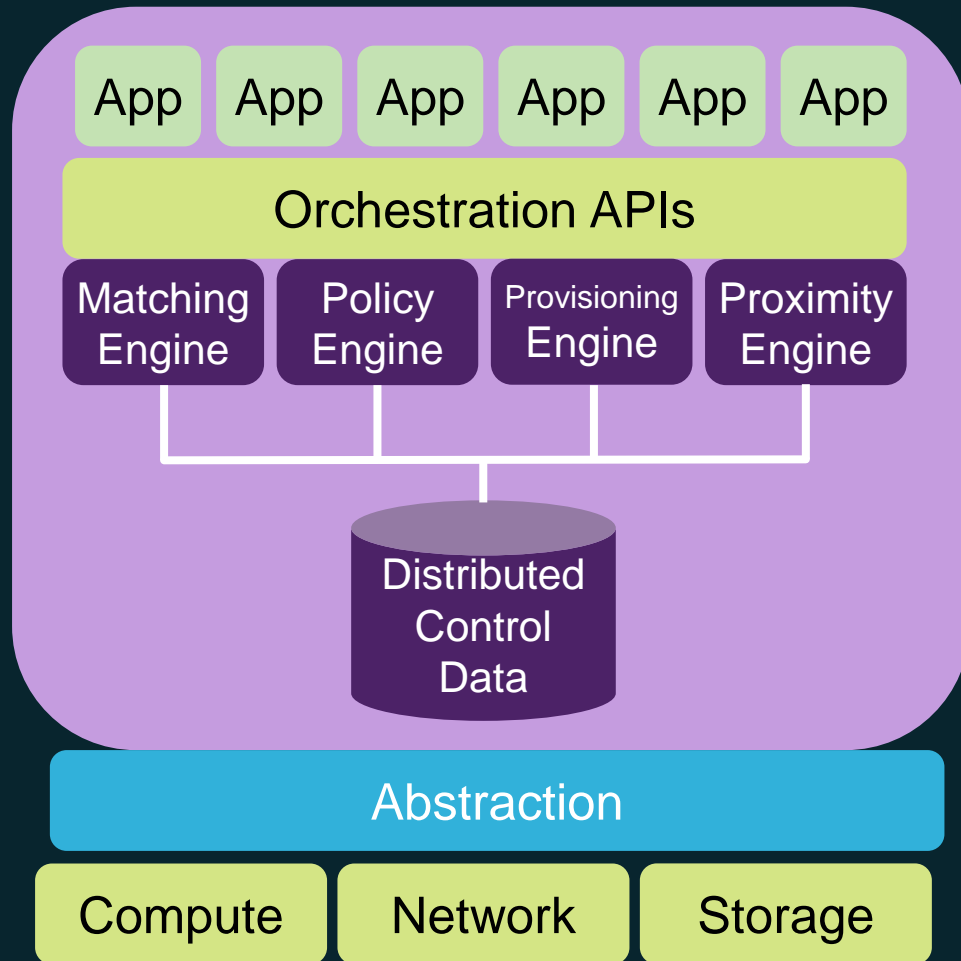 App App App App App App
Orchestration APIs
Matching
Engine
Policy
Engine
Provisioning
Engine
Proximity
Engine
Distributed
Control
Data
Abstraction
Compute Network Storage